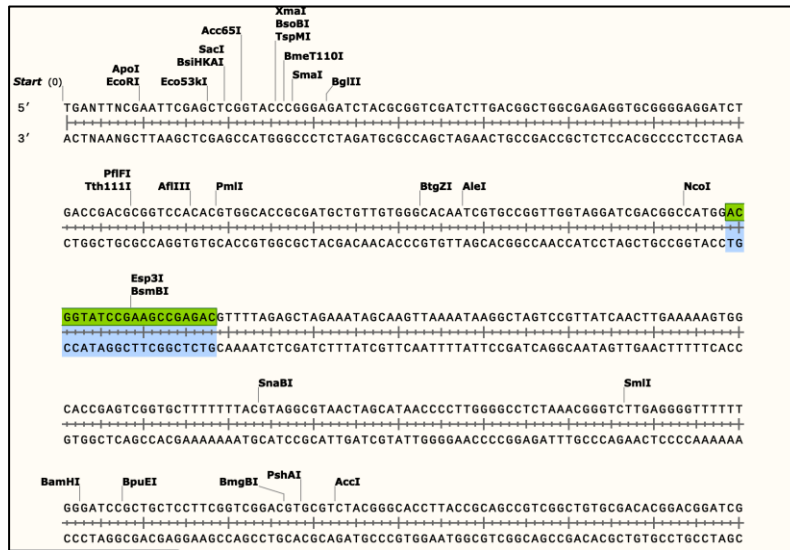 XmaI
Acc65I BsoBI
SacI TspMI
ApoI BsiHKAI BmeT110I
EcoRI Eco53kI SmaI BglII
Start (0)
5′ TGANTTNCGAATTCGAGCTCGGTACCCGGGAGATCTACGCGGTCGATCTTGACGGCTGGCGAGAGGTGCGGGGAGGATCT
3′ ACTNAANGCTTAAGCTCGAGCCATGGGCCCTCTAGATGCGCCAGCTAGAACTGCCGACCGCTCTCCACGCCCCTCCTAGA
PflFI
Tth111I AflIII PmlI BtgZI AleI NcoI
GACCGACGCGGTCCACACGTGGCACCGCGATGCTGTTGTGGGCACAATCGTGCCGGTTGGTAGGATCGACGGCCATGGAC
CTGGCTGCGCCAGGTGTGCACCGTGGCGCTACGACAACACCCGTGTTAGCACGGCCAACCATCCTAGCTGCCGGTACCTG
Esp3I
BsmBI
GGTATCCGAAGCCGAGACGTTTTAGAGCTAGAAATAGCAAGTTAAAATAAGGCTAGTCCGTTATCAACTTGAAAAAGTGG
CCATAGGCTTCGGCTCTGCAAAATCTCGATCTTTATCGTTCAATTTTATTCCGATCAGGCAATAGTTGAACTTTTTCACC
SnaBI SmlI
CACCGAGTCGGTGCTTTTTTTACGTAGGCGTAACTAGCATAACCCCTTGGGGCCTCTAAACGGGTCTTGAGGGGTTTTTT
GTGGCTCAGCCACGAAAAAAATGCATCCGCATTGATCGTATTGGGGAACCCCGGAGATTTGCCCAGAACTCCCCAAAAAA
PshAI
BamHI BpuEI BmgBI AccI
GGGATCCGCTGCTCCTTCGGTCGGACGTGCGTCTACGGGCACCTTACCGCAGCCGTCGGCTGTGCGACACGGACGGATCG
CCCTAGGCGACGAGGAAGCCAGCCTGCACGCAGATGCCCGTGGAATGGCGTCGGCAGCCGACACGCTGTGCCTGCCTAGC